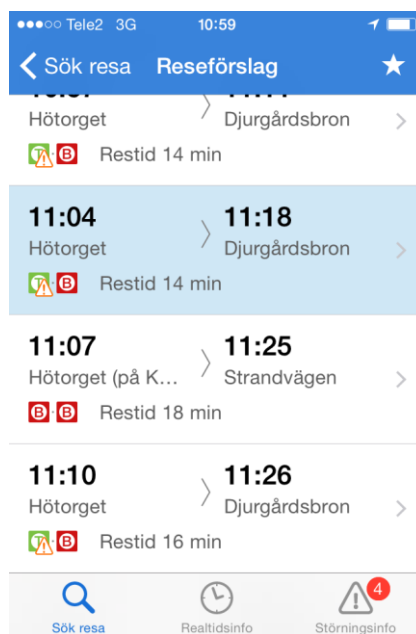 Tele2 3G 10:59
Sök resa Reseförslag
Hötorget Djurgårdsbron
T B Restid 14 min
11:04 11:18
Hötorget Djurgårdsbron
T B Restid 14 min
11:07 11:25
Hötorget (på K... Strandvägen
B B Restid 18 min
11:10 11:26
Hötorget Djurgårdsbron
T B Restid 16 min
4
Sök resa Realtidsinfo Störningsinfo